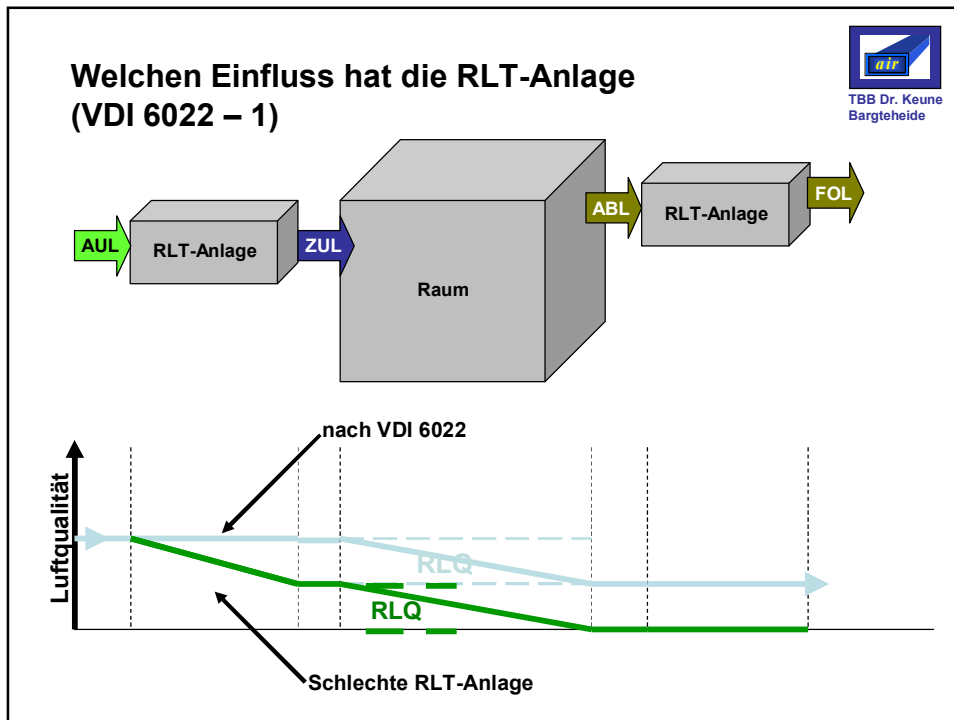 Welchen Einfluss hat die RLT-Anlage
(VDI 6022 – 1)
air
TBB Dr. Keune
Bargteheide
AUL
RLT-Anlage
ZUL
Raum
ABL
RLT-Anlage
FOL
nach VDI 6022
Luftqualität
RLQ
RLQ
Schlechte RLT-Anlage